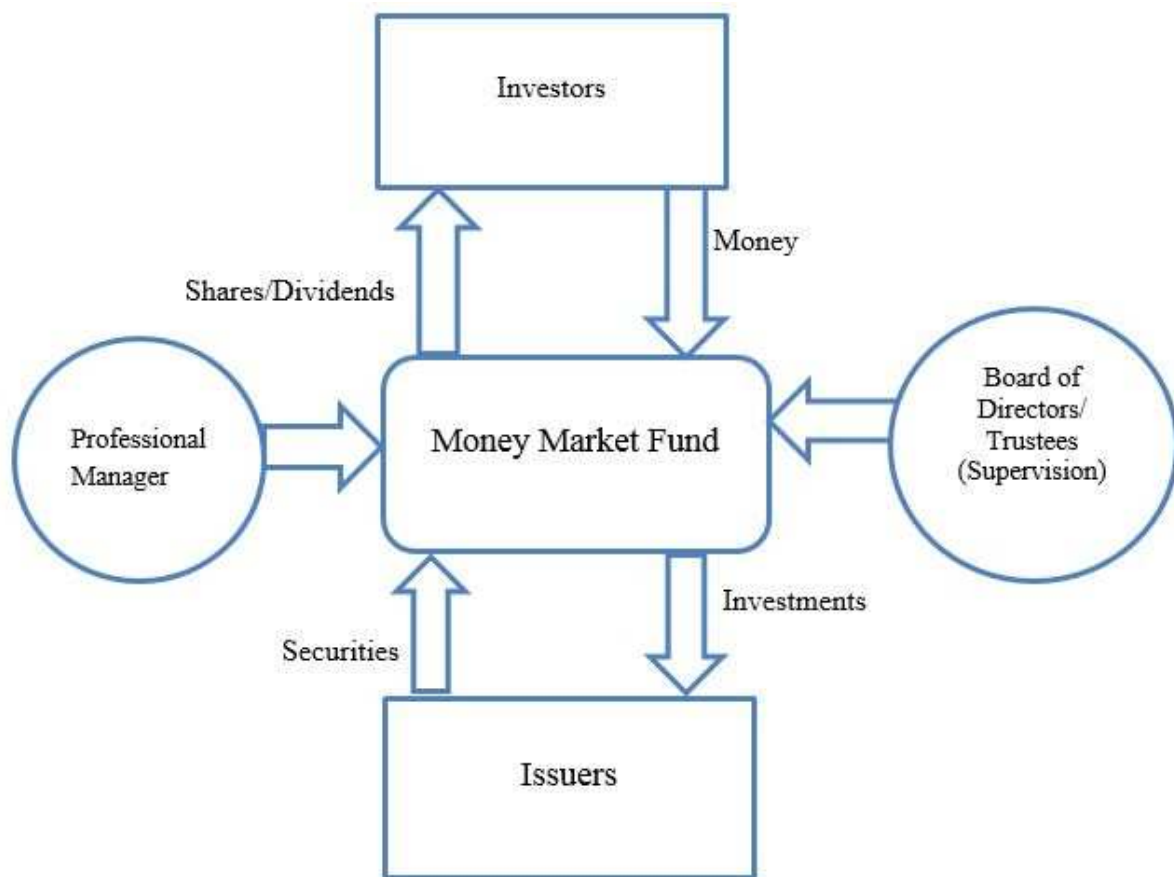 Investors
Money
Shares/Dividends
Professional
Manager
Money Market Fund
Board of
Directors/
Trustees
(Supervision)
Securities
Investments
Issuers